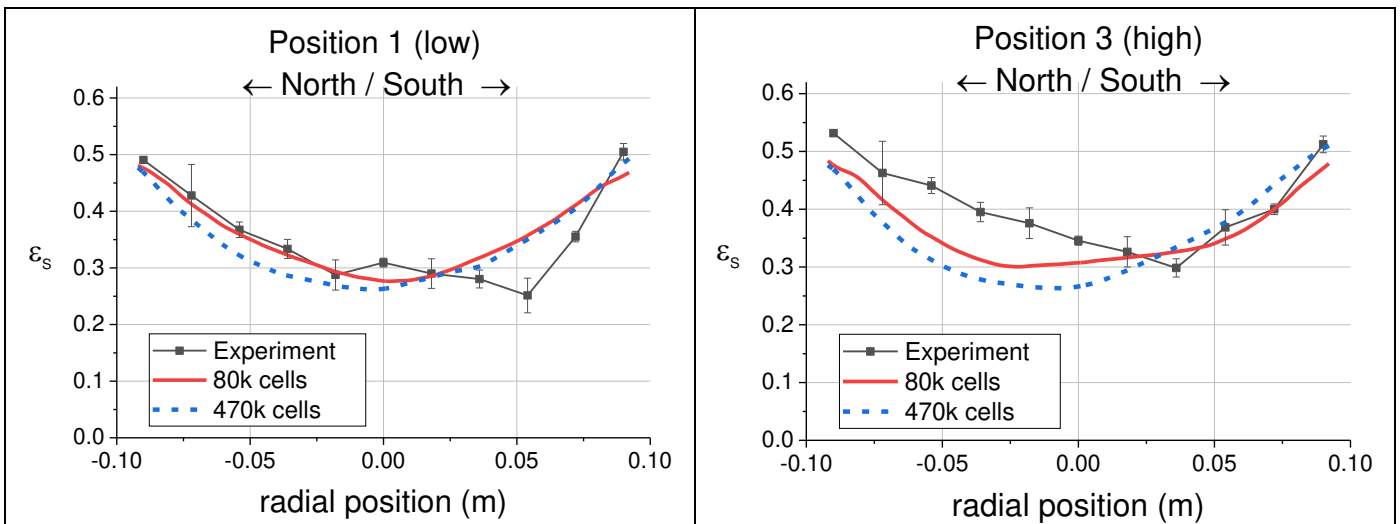 Position 1 (low)
← North / South →
0.6
0.5
0.4
0.3
0.2
0.1
0.0
εs
Experiment
80k cells
470k cells
-0.10
-0.05
0.00
0.05
0.10
radial position (m)
Position 3 (high)
← North / South →
0.6
0.5
0.4
0.3
0.2
0.1
0.0
εs
Experiment
80k cells
470k cells
-0.10
-0.05
0.00
0.05
0.10
radial position (m)